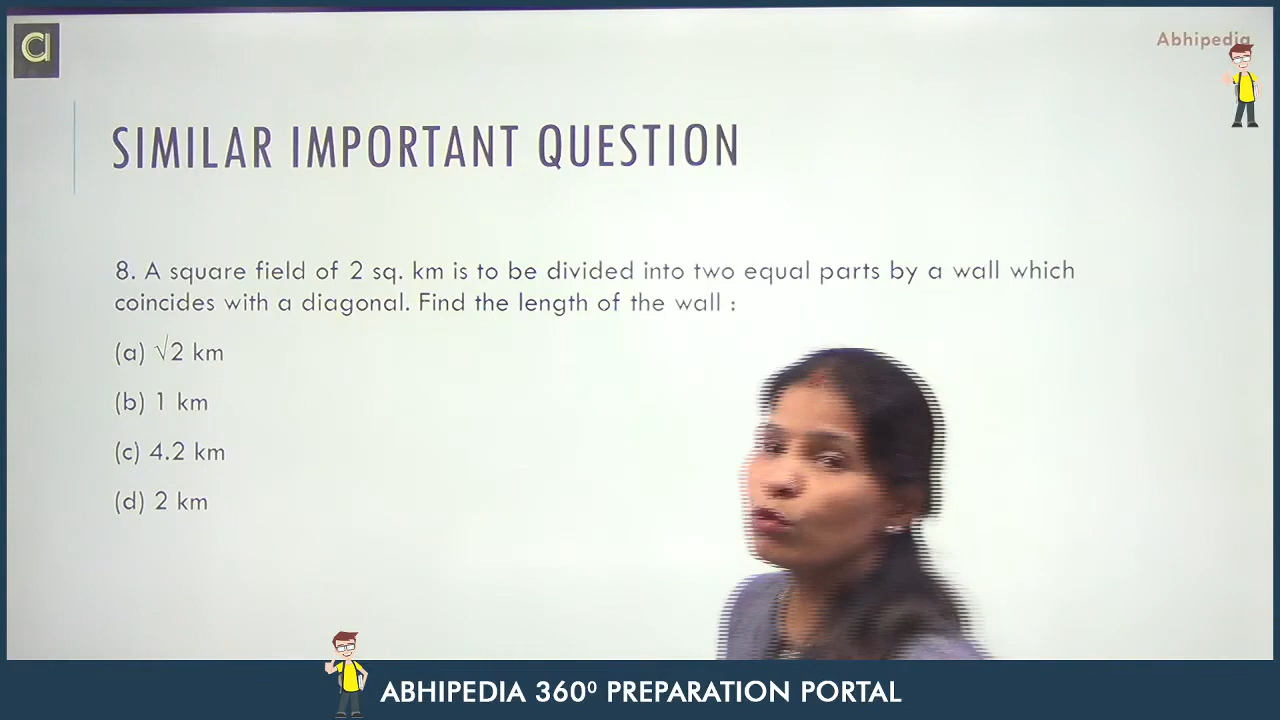 a
Abhipedia
SIMILAR IMPORTANT QUESTION
8. A square field of 2 sq. km is to be divided into two equal parts by a wall which
coincides with a diagonal. Find the length of the wall :
(a) √2 km
(b) 1 km
(c) 4.2 km
(d) 2 km
ABHIPEDIA 360⁰ PREPARATION PORTAL